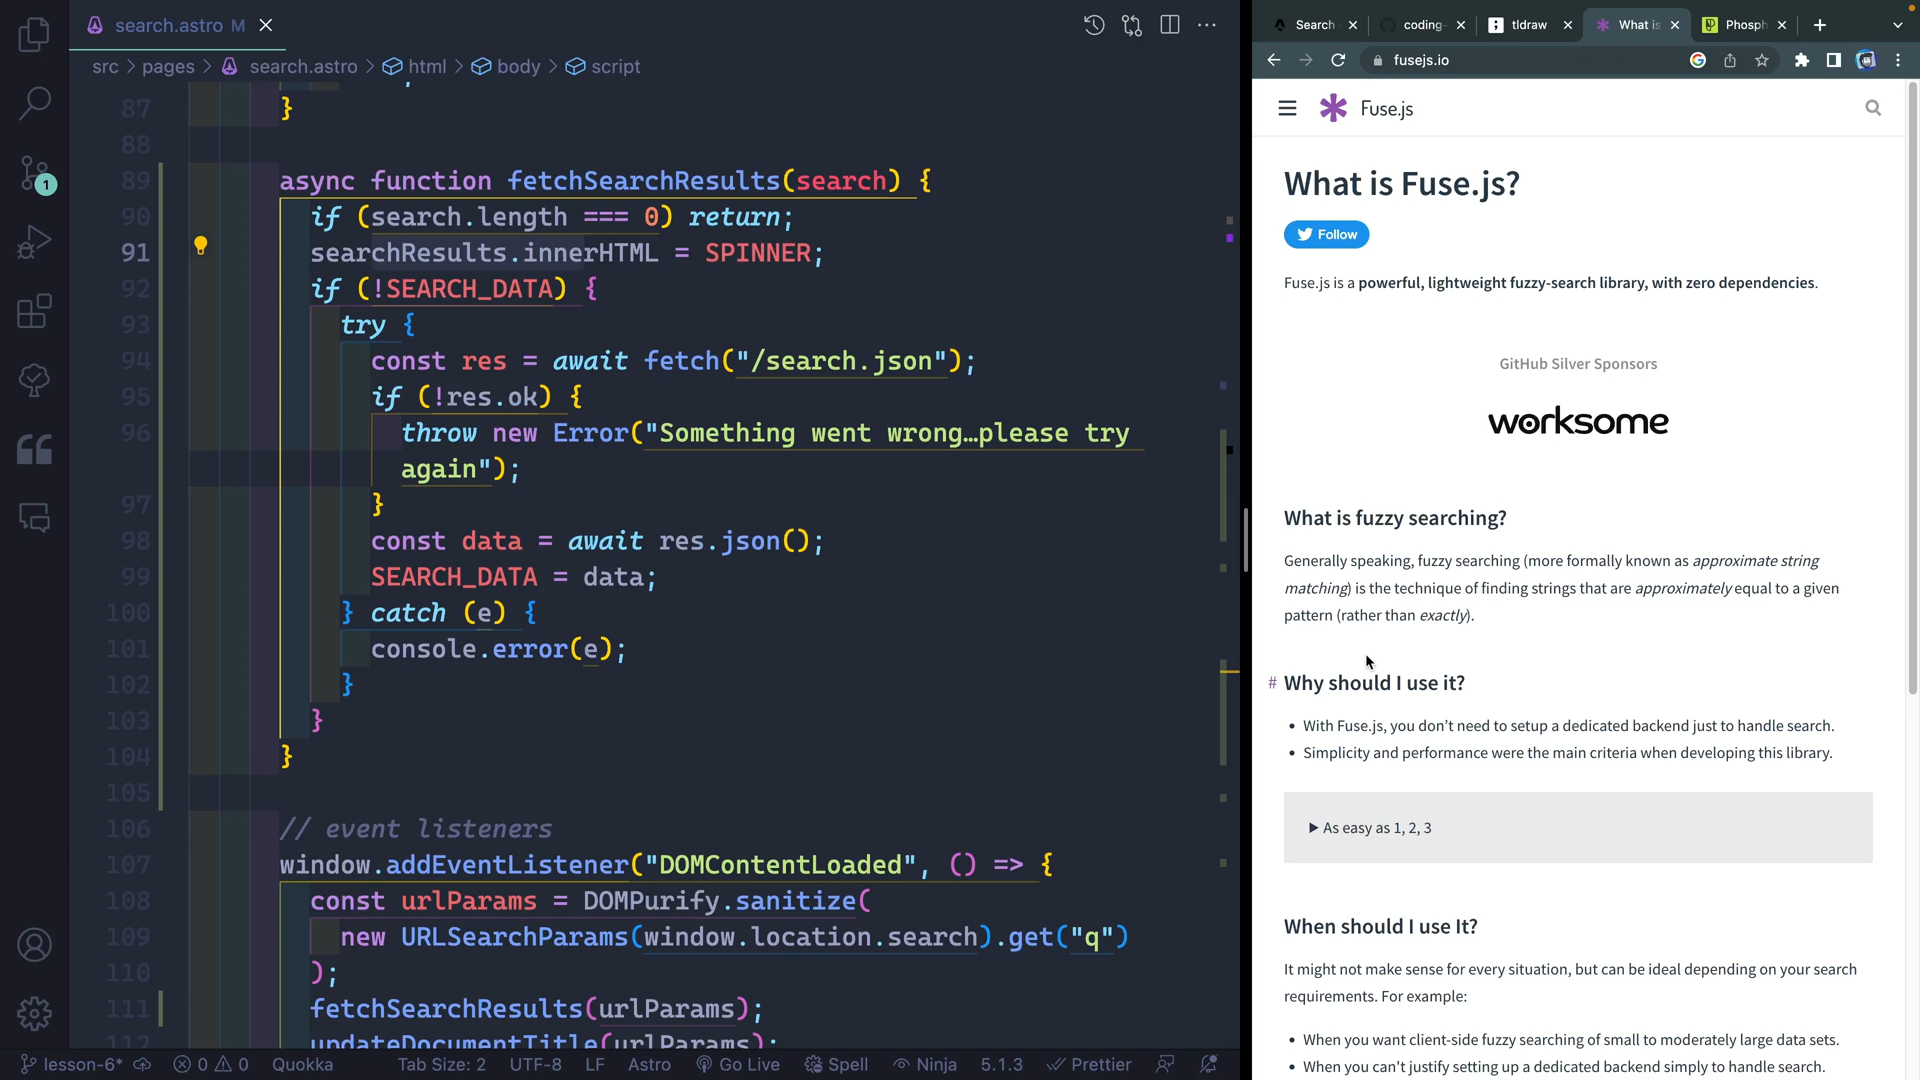 search.astro M
src > pages > search.astro > html > body > script
87 }
88
89 async function fetchSearchResults(search) {
90 if (search.length === 0) return;
91 searchResults.innerHTML = SPINNER;
92 if (!SEARCH_DATA) {
93 try {
94 const res = await fetch("/search.json");
95 if (!res.ok) {
96 throw new Error("Something went wrong…please try
again");
97 }
98 const data = await res.json();
99 SEARCH_DATA = data;
100 } catch (e) {
101 console.error(e);
102 }
103 }
104 }
105
106 // event listeners
107 window.addEventListener("DOMContentLoaded", () => {
108 const urlParams = DOMPurify.sanitize(
109 new URLSearchParams(window.location.search).get("q")
110 );
111 fetchSearchResults(urlParams);
112 updateDocumentTitle(urlParams);
1
lesson-6* 0 0 Quokka Tab Size: 2 UTF-8 LF Astro Go Live Spell Ninja 5.1.3 Prettier
Search coding- tldraw What is Phosph
fusejs.io
Fuse.js
What is Fuse.js?
Follow
Fuse.js is a powerful, lightweight fuzzy-search library, with zero dependencies.
GitHub Silver Sponsors
worksome
What is fuzzy searching?
Generally speaking, fuzzy searching (more formally known as approximate string
matching) is the technique of finding strings that are approximately equal to a given
pattern (rather than exactly).
# Why should I use it?
• With Fuse.js, you don’t need to setup a dedicated backend just to handle search.
• Simplicity and performance were the main criteria when developing this library.
▶ As easy as 1, 2, 3
When should I use It?
It might not make sense for every situation, but can be ideal depending on your search
requirements. For example:
• When you want client-side fuzzy searching of small to moderately large data sets.
• When you can't justify setting up a dedicated backend simply to handle search.